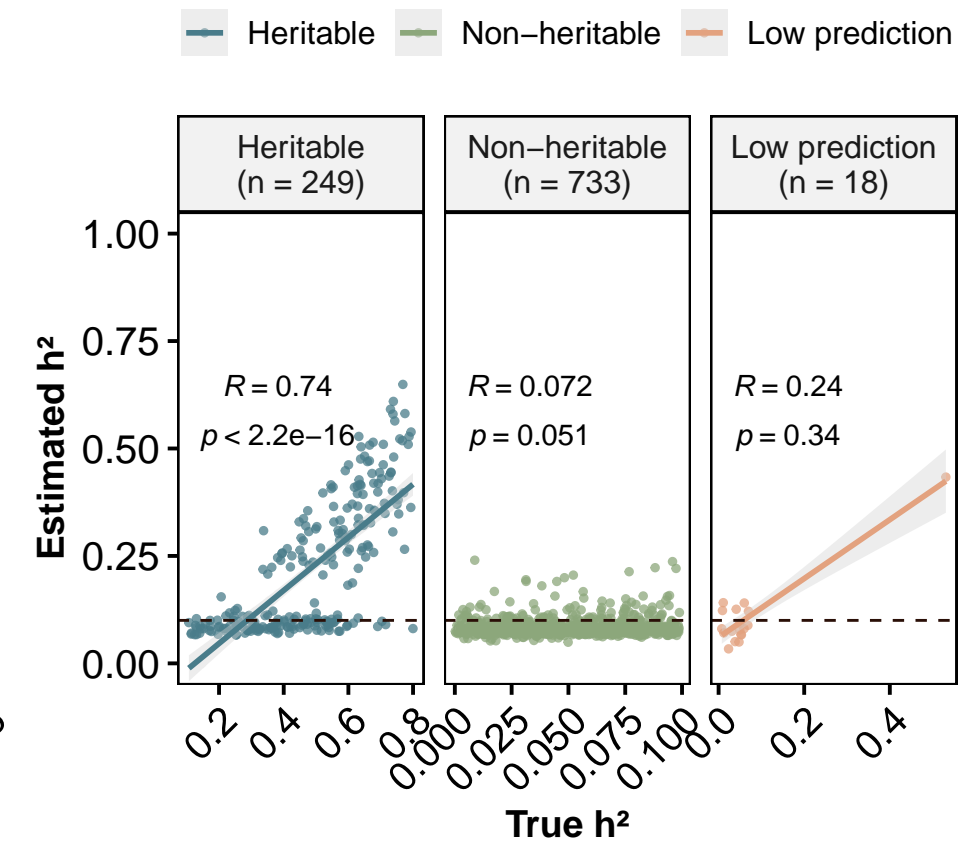 Heritable Non−heritable Low prediction
Heritable
(n = 249)
Non−heritable
(n = 733)
Low prediction
(n = 18)
Estimated h²
1.00
0.75
0.50
0.25
0.00
R = 0.74
p < 2.2e−16
R = 0.072
p = 0.051
R = 0.24
p = 0.34
0.2 0.4 0.6 0.8
0.000 0.025 0.050 0.075 0.100
0.0 0.2 0.4
True h²